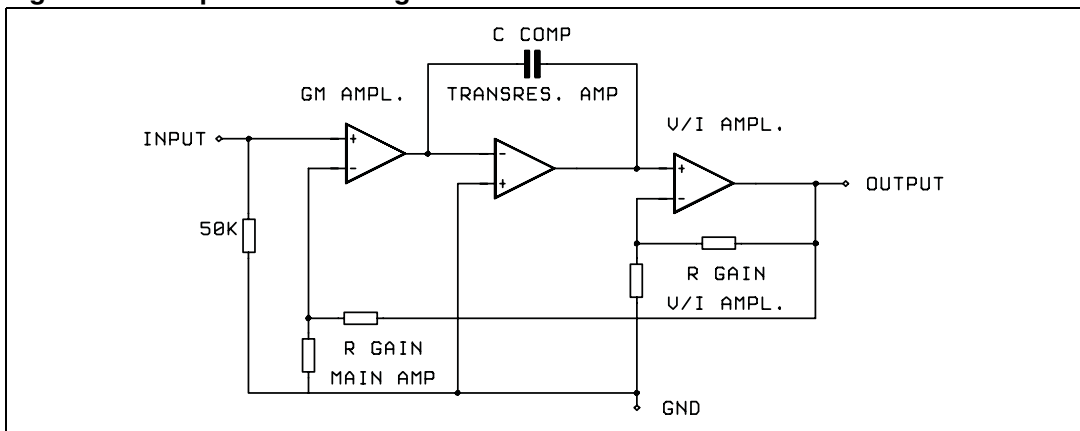 C COMP
GM AMPL.
TRANSRES. AMP
V/I AMPL.
INPUT
+
-
-
+
+
-
OUTPUT
50K
R GAIN
V/I AMPL.
R GAIN
MAIN AMP
GND